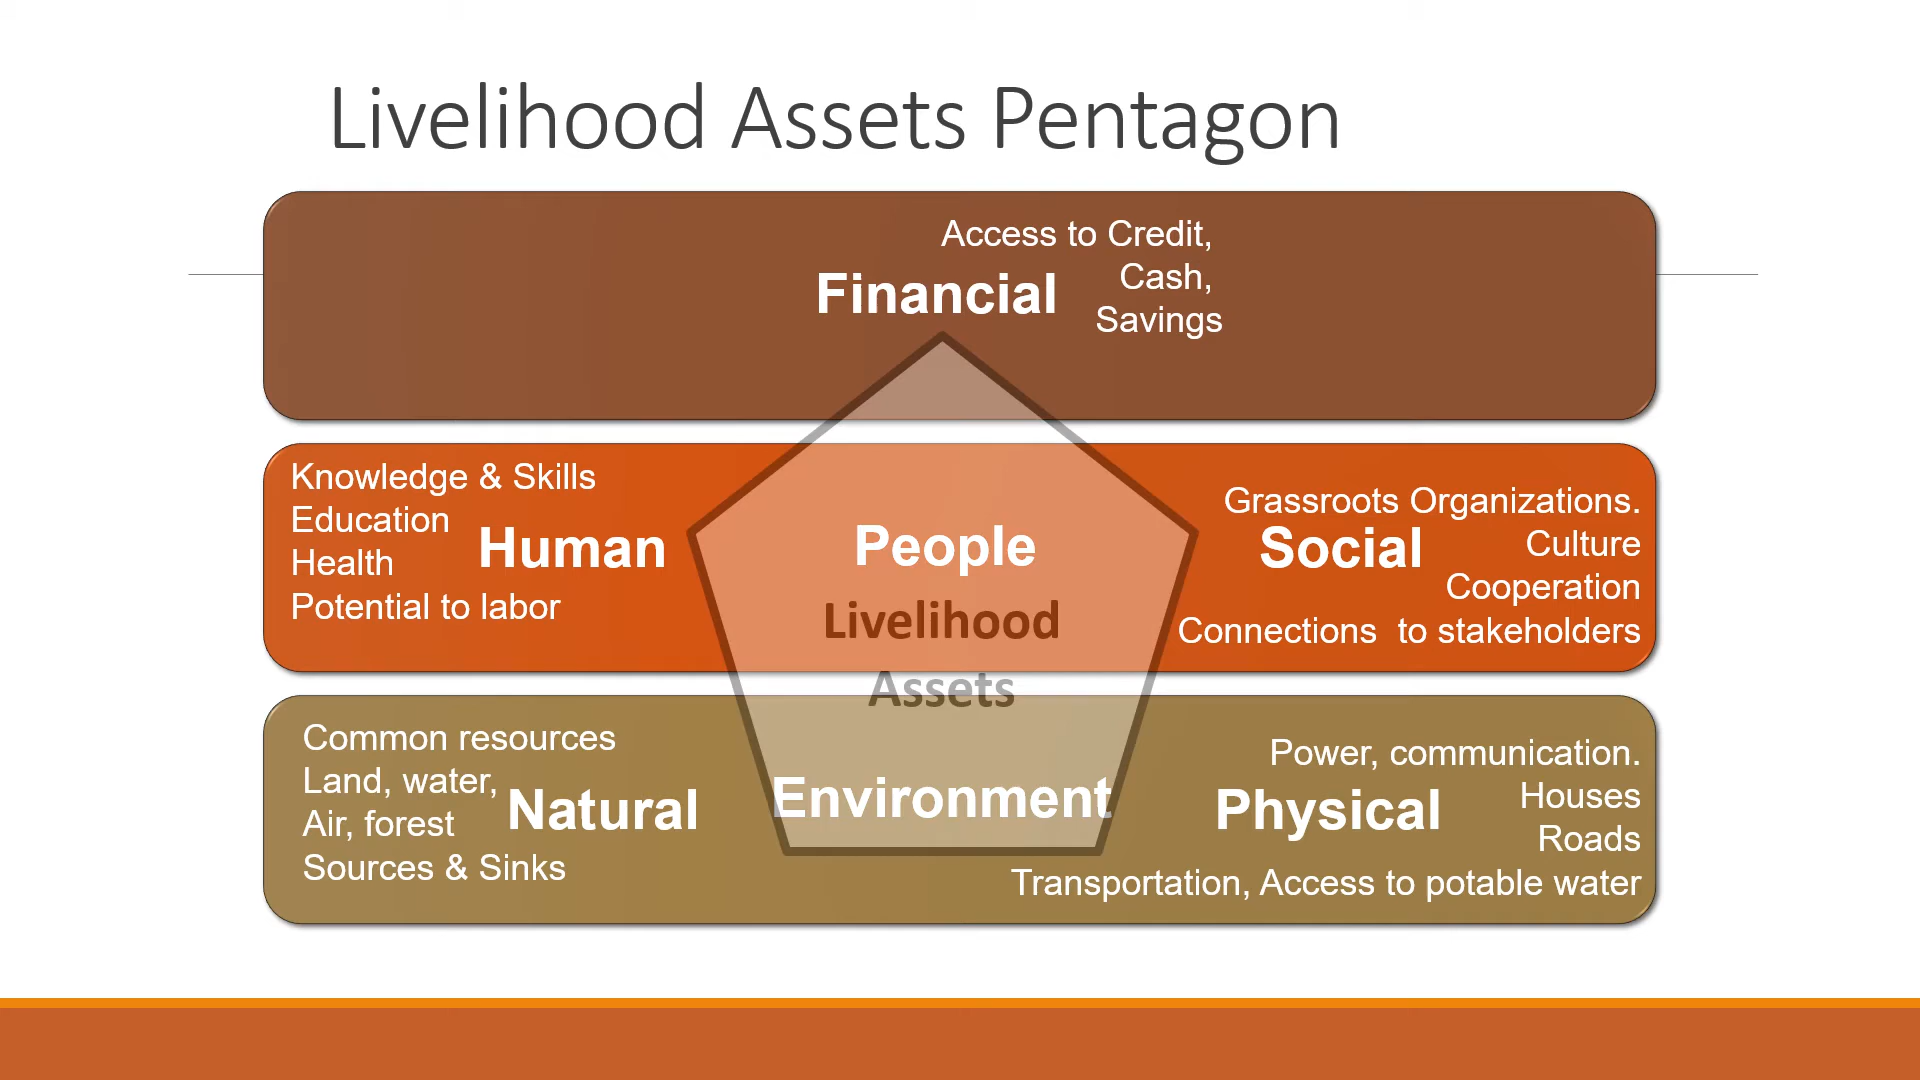 Livelihood Assets Pentagon
Access to Credit,
Cash,
Financial
Savings
Knowledge & Skills
Education
Human
Health
Potential to labor
People
Livelihood
Assets
Grassroots Organizations.
Culture
Social
Cooperation
Connections  to stakeholders
Common resources
Land, water,
Natural
Air, forest
Sources & Sinks
Environment
Power, communication.
Houses
Physical
Roads
Transportation, Access to potable water